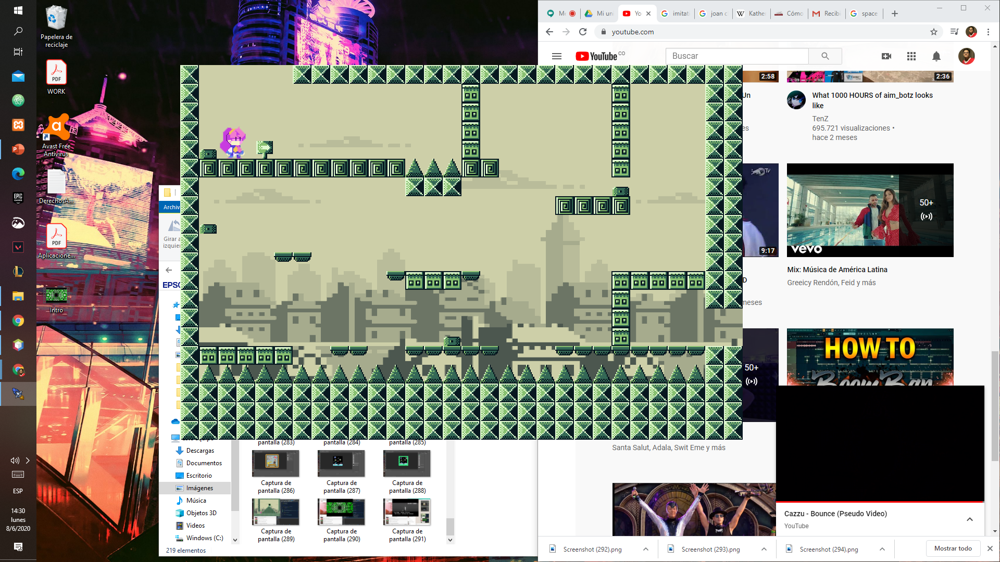 Papelera de
reciclaje
WORK
Avast Free
Antivirus
DerechosA...
Aplicacione...
Intro
ESP
14:30
lunes
8/6/2020
Archiv
Girar a
izquier
EPSO
Descargas
Documentos
Escritorio
Imágenes
Música
Objetos 3D
Videos
Windows (C:)
219 elementos
pantalla (283)
pantalla (284)
pantalla (285)
Captura de
pantalla (286)
Captura de
pantalla (287)
Captura de
pantalla (288)
Captura de
pantalla (289)
Captura de
pantalla (290)
Captura de
pantalla (291)
Mi un
Yo
imitati
joan c
Kather
Cómo
Recib
space
youtube.com
YouTube CO
Buscar
2:58
2:36
Un
What 1000 HOURS of aim_botz looks
like
TenZ
695.721 visualizaciones •
hace 2 meses
es
TV
9:17
50+
vevo
Mix: Música de América Latina
Greeicy Rendón, Feid y más
D
meses
50+
HOW TO
Santa Salut, Adala, Swit Eme y más
Cazzu - Bounce (Pseudo Video)
YouTube
Screenshot (292).png
Screenshot (293).png
Screenshot (294).png
Mostrar todo